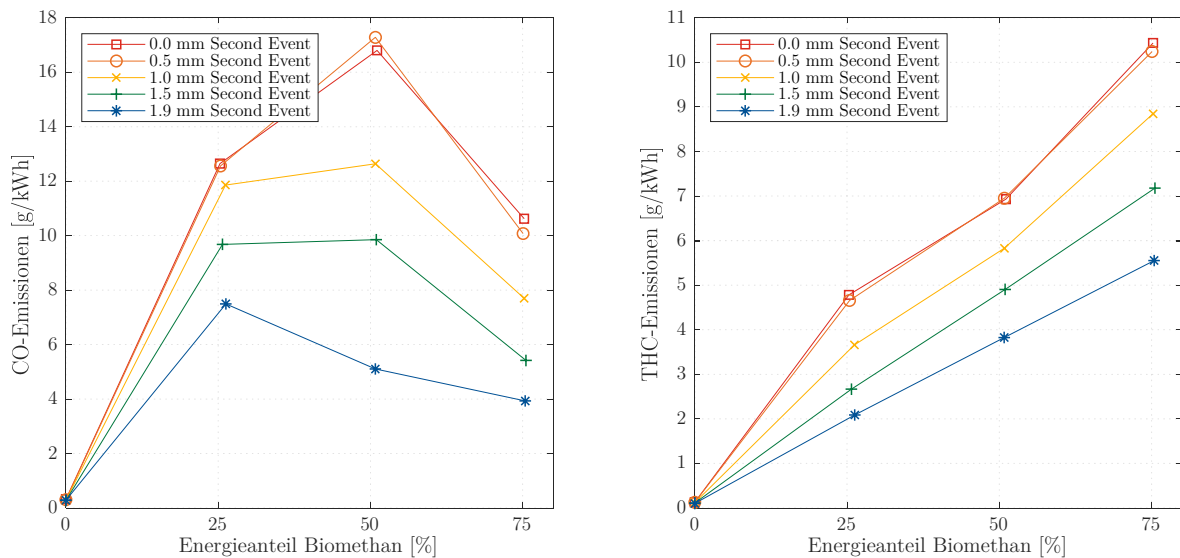 18
16
14
12
10
8
6
4
2
0
CO-Emissionen [g/kWh]
0.0 mm Second Event
0.5 mm Second Event
1.0 mm Second Event
1.5 mm Second Event
1.9 mm Second Event
0 25 50 75
Energieanteil Biomethan [%]
11
10
9
8
7
6
5
4
3
2
1
0
THC-Emissionen [g/kWh]
0.0 mm Second Event
0.5 mm Second Event
1.0 mm Second Event
1.5 mm Second Event
1.9 mm Second Event
0 25 50 75
Energieanteil Biomethan [%]